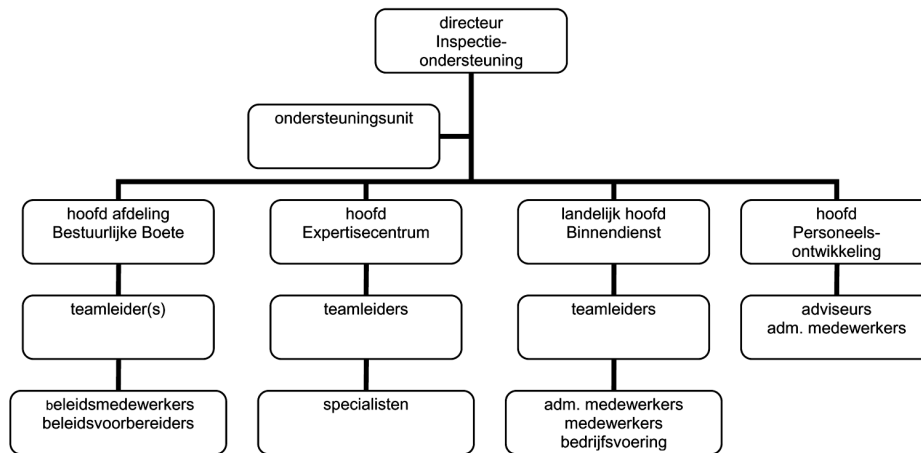 directeur
Inspectie-
ondersteuning
ondersteuningsunit
hoofd afdeling
Bestuurlijke Boete
hoofd
Expertisecentrum
landelijk hoofd
Binnendienst
hoofd
Personeels-
ontwikkeling
teamleider(s)
teamleiders
teamleiders
adviseurs
adm. medewerkers
beleidsmedewerkers
beleidsvoorbereiders
specialisten
adm. medewerkers
medewerkers
bedrijfsvoering